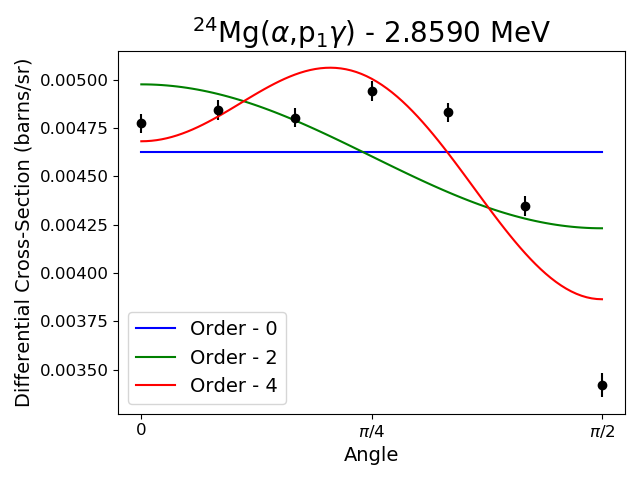 ²⁴Mg(α,p₁γ) - 2.8590 MeV
Differential Cross-Section (barns/sr)
0.00500
0.00475
0.00450
0.00425
0.00400
0.00375
0.00350
Order - 0
Order - 2
Order - 4
0
π/4
π/2
Angle